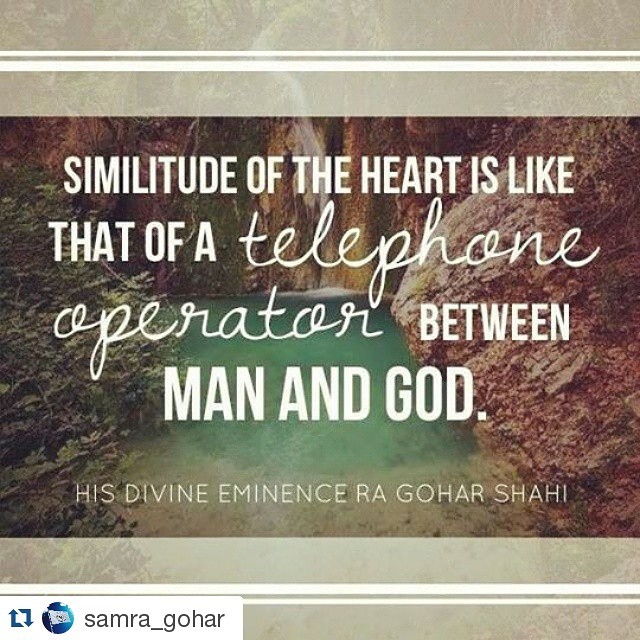 SIMILITUDE OF THE HEART IS LIKE
THAT OF A telephone
operator BETWEEN
MAN AND GOD.
HIS DIVINE EMINENCE RA GOHAR SHAHI
samra_gohar